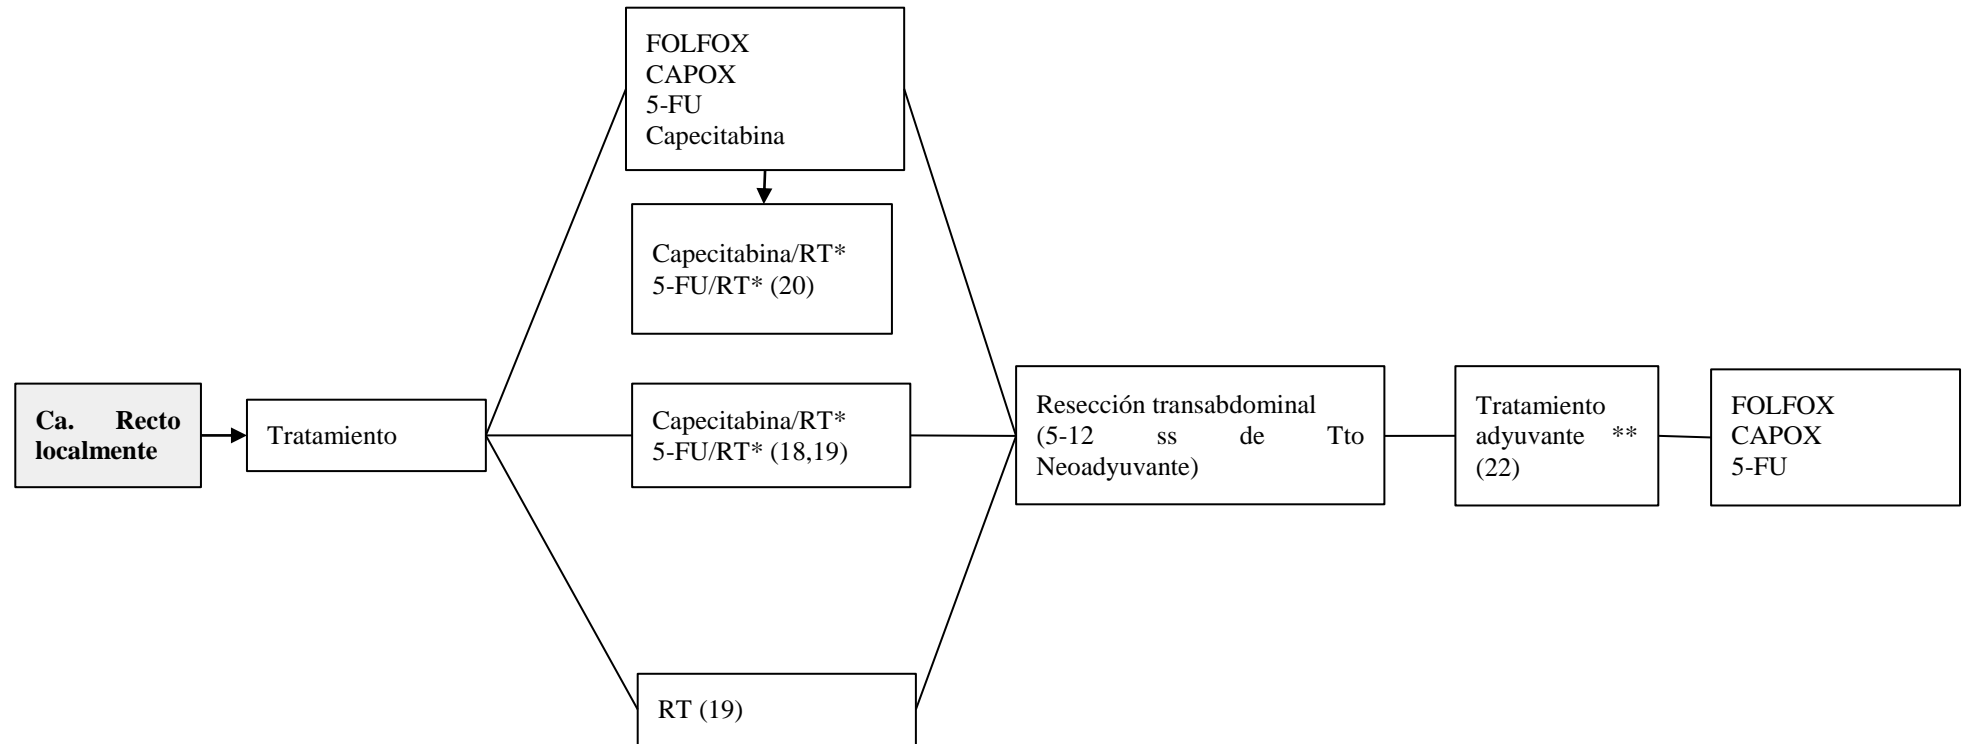 FOLFOX
CAPOX
5-FU
Capecitabina
Capecitabina/RT*
5-FU/RT* (20)
Ca. Recto
localmente
Tratamiento
Capecitabina/RT*
5-FU/RT* (18,19)
Resección transabdominal
(5-12 ss de Tto
Neoadyuvante)
Tratamiento
adyuvante **
(22)
FOLFOX
CAPOX
5-FU
RT (19)